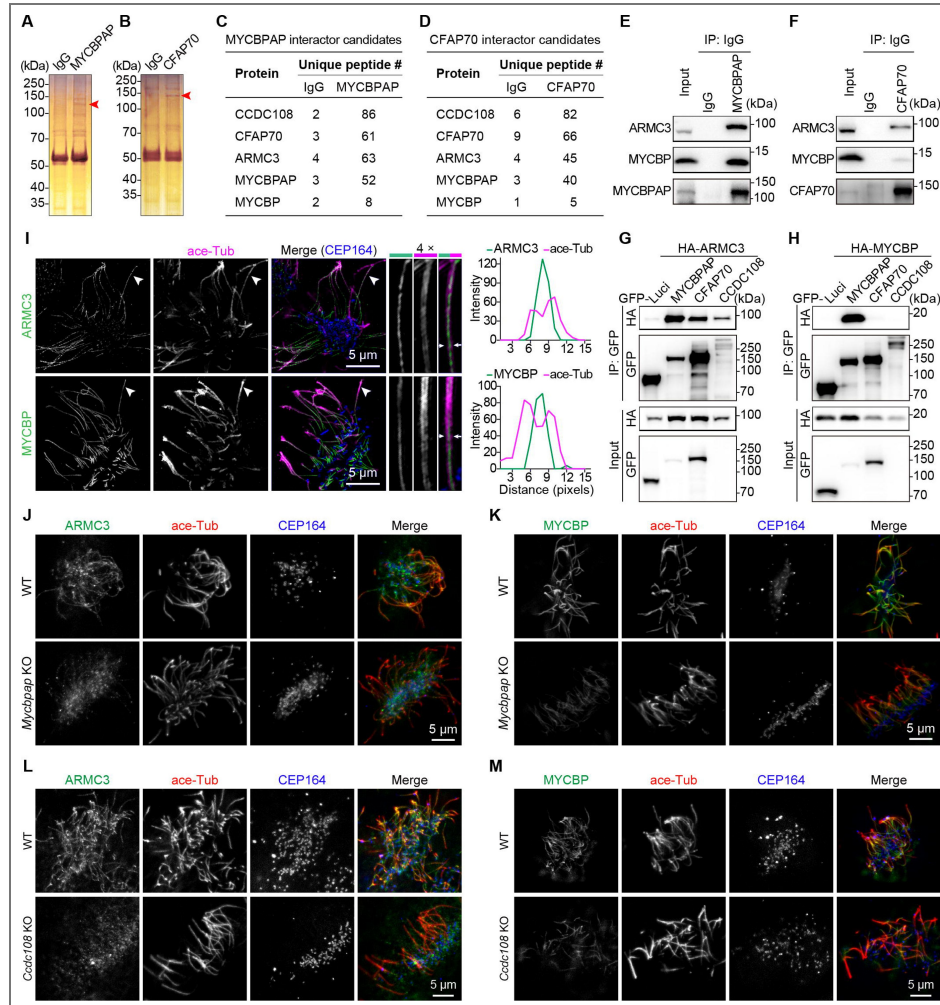 A
IgG
MYCBPAP
(kDa)
250
150
100
70
50
40
35
B
IgG
CFAP70
(kDa)
250
150
100
70
50
40
35
C
MYCBPAP interactor candidates
Protein Unique peptide #
IgG MYCBPAP
CCDC108 2 86
CFAP70 3 61
ARMC3 4 63
MYCBPAP 3 52
MYCBP 2 8
D
CFAP70 interactor candidates
Protein Unique peptide #
IgG CFAP70
CCDC108 6 82
CFAP70 9 66
ARMC3 4 45
MYCBPAP 3 40
MYCBP 1 5
E
IP: IgG
Input
IgG
MYCBPAP
(kDa)
ARMC3 100
MYCBP 15
MYCBPAP 150
100
F
IP: IgG
Input
IgG
CFAP70
(kDa)
ARMC3 100
MYCBP 15
CFAP70 150
100
I
ace-Tub Merge (CEP164) 4 ×
ARMC3
5 µm
MYCBP
5 µm
ARMC3 ace-Tub
Intensity
120
90
60
30
0
3 6 9 12 15
MYCBP ace-Tub
Intensity
100
80
60
40
20
0
3 6 9 12 15
Distance (pixels)
G
HA-ARMC3
GFP-
Luci
MYCBPAP
CFAP70
CCDC108
(kDa)
IP: GFP
HA 100
GFP
250
150
100
70
Input
HA 100
GFP
250
150
100
70
H
HA-MYCBP
GFP-
Luci
MYCBPAP
CFAP70
CCDC108
(kDa)
IP: GFP
HA 20
GFP
250
150
100
70
Input
HA 20
GFP
250
150
100
70
J
ARMC3 ace-Tub CEP164 Merge
WT
Mycbpap KO
5 µm
K
MYCBP ace-Tub CEP164 Merge
WT
Mycbpap KO
5 µm
L
ARMC3 ace-Tub CEP164 Merge
WT
Ccdc108 KO
5 µm
M
MYCBP ace-Tub CEP164 Merge
WT
Ccdc108 KO
5 µm